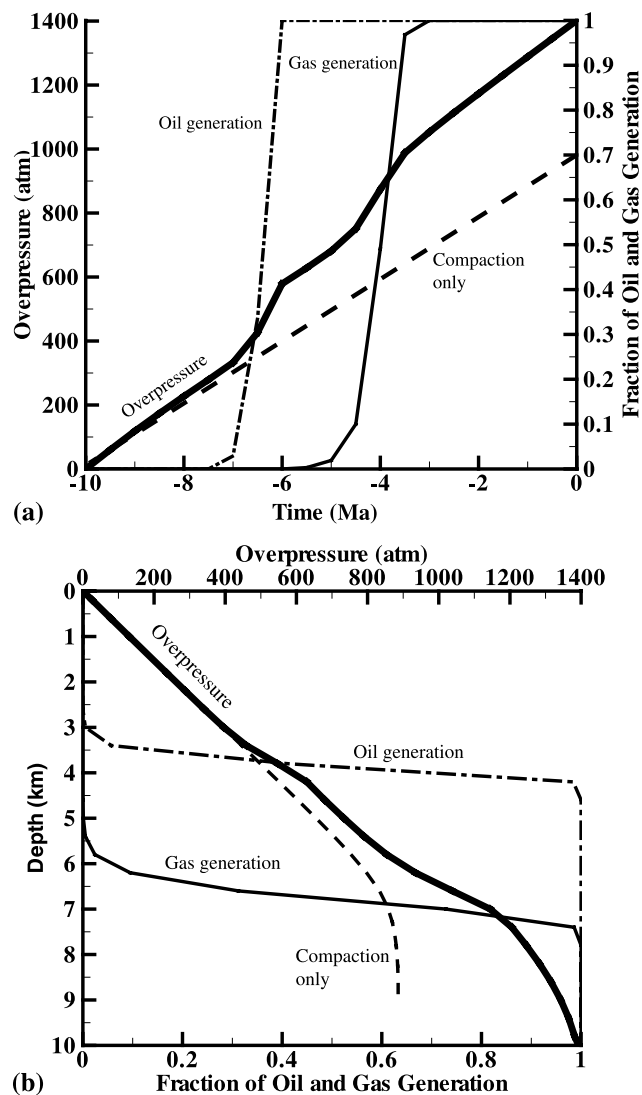 1400
1200
1000
800
600
400
200
0
Overpressure (atm)
1
0.9
0.8
0.7
0.6
0.5
0.4
0.3
0.2
0.1
0
Fraction of Oil and Gas Generation
Gas generation
Oil generation
Compaction
only
Overpressure
-10
-8
-6
-4
-2
0
Time (Ma)
(a)
Overpressure (atm)
0
200
400
600
800
1000
1200
1400
0
1
2
3
4
5
6
7
8
9
10
Depth (km)
Overpressure
Oil generation
Gas generation
Compaction
only
0
0.2
0.4
0.6
0.8
1
Fraction of Oil and Gas Generation
(b)